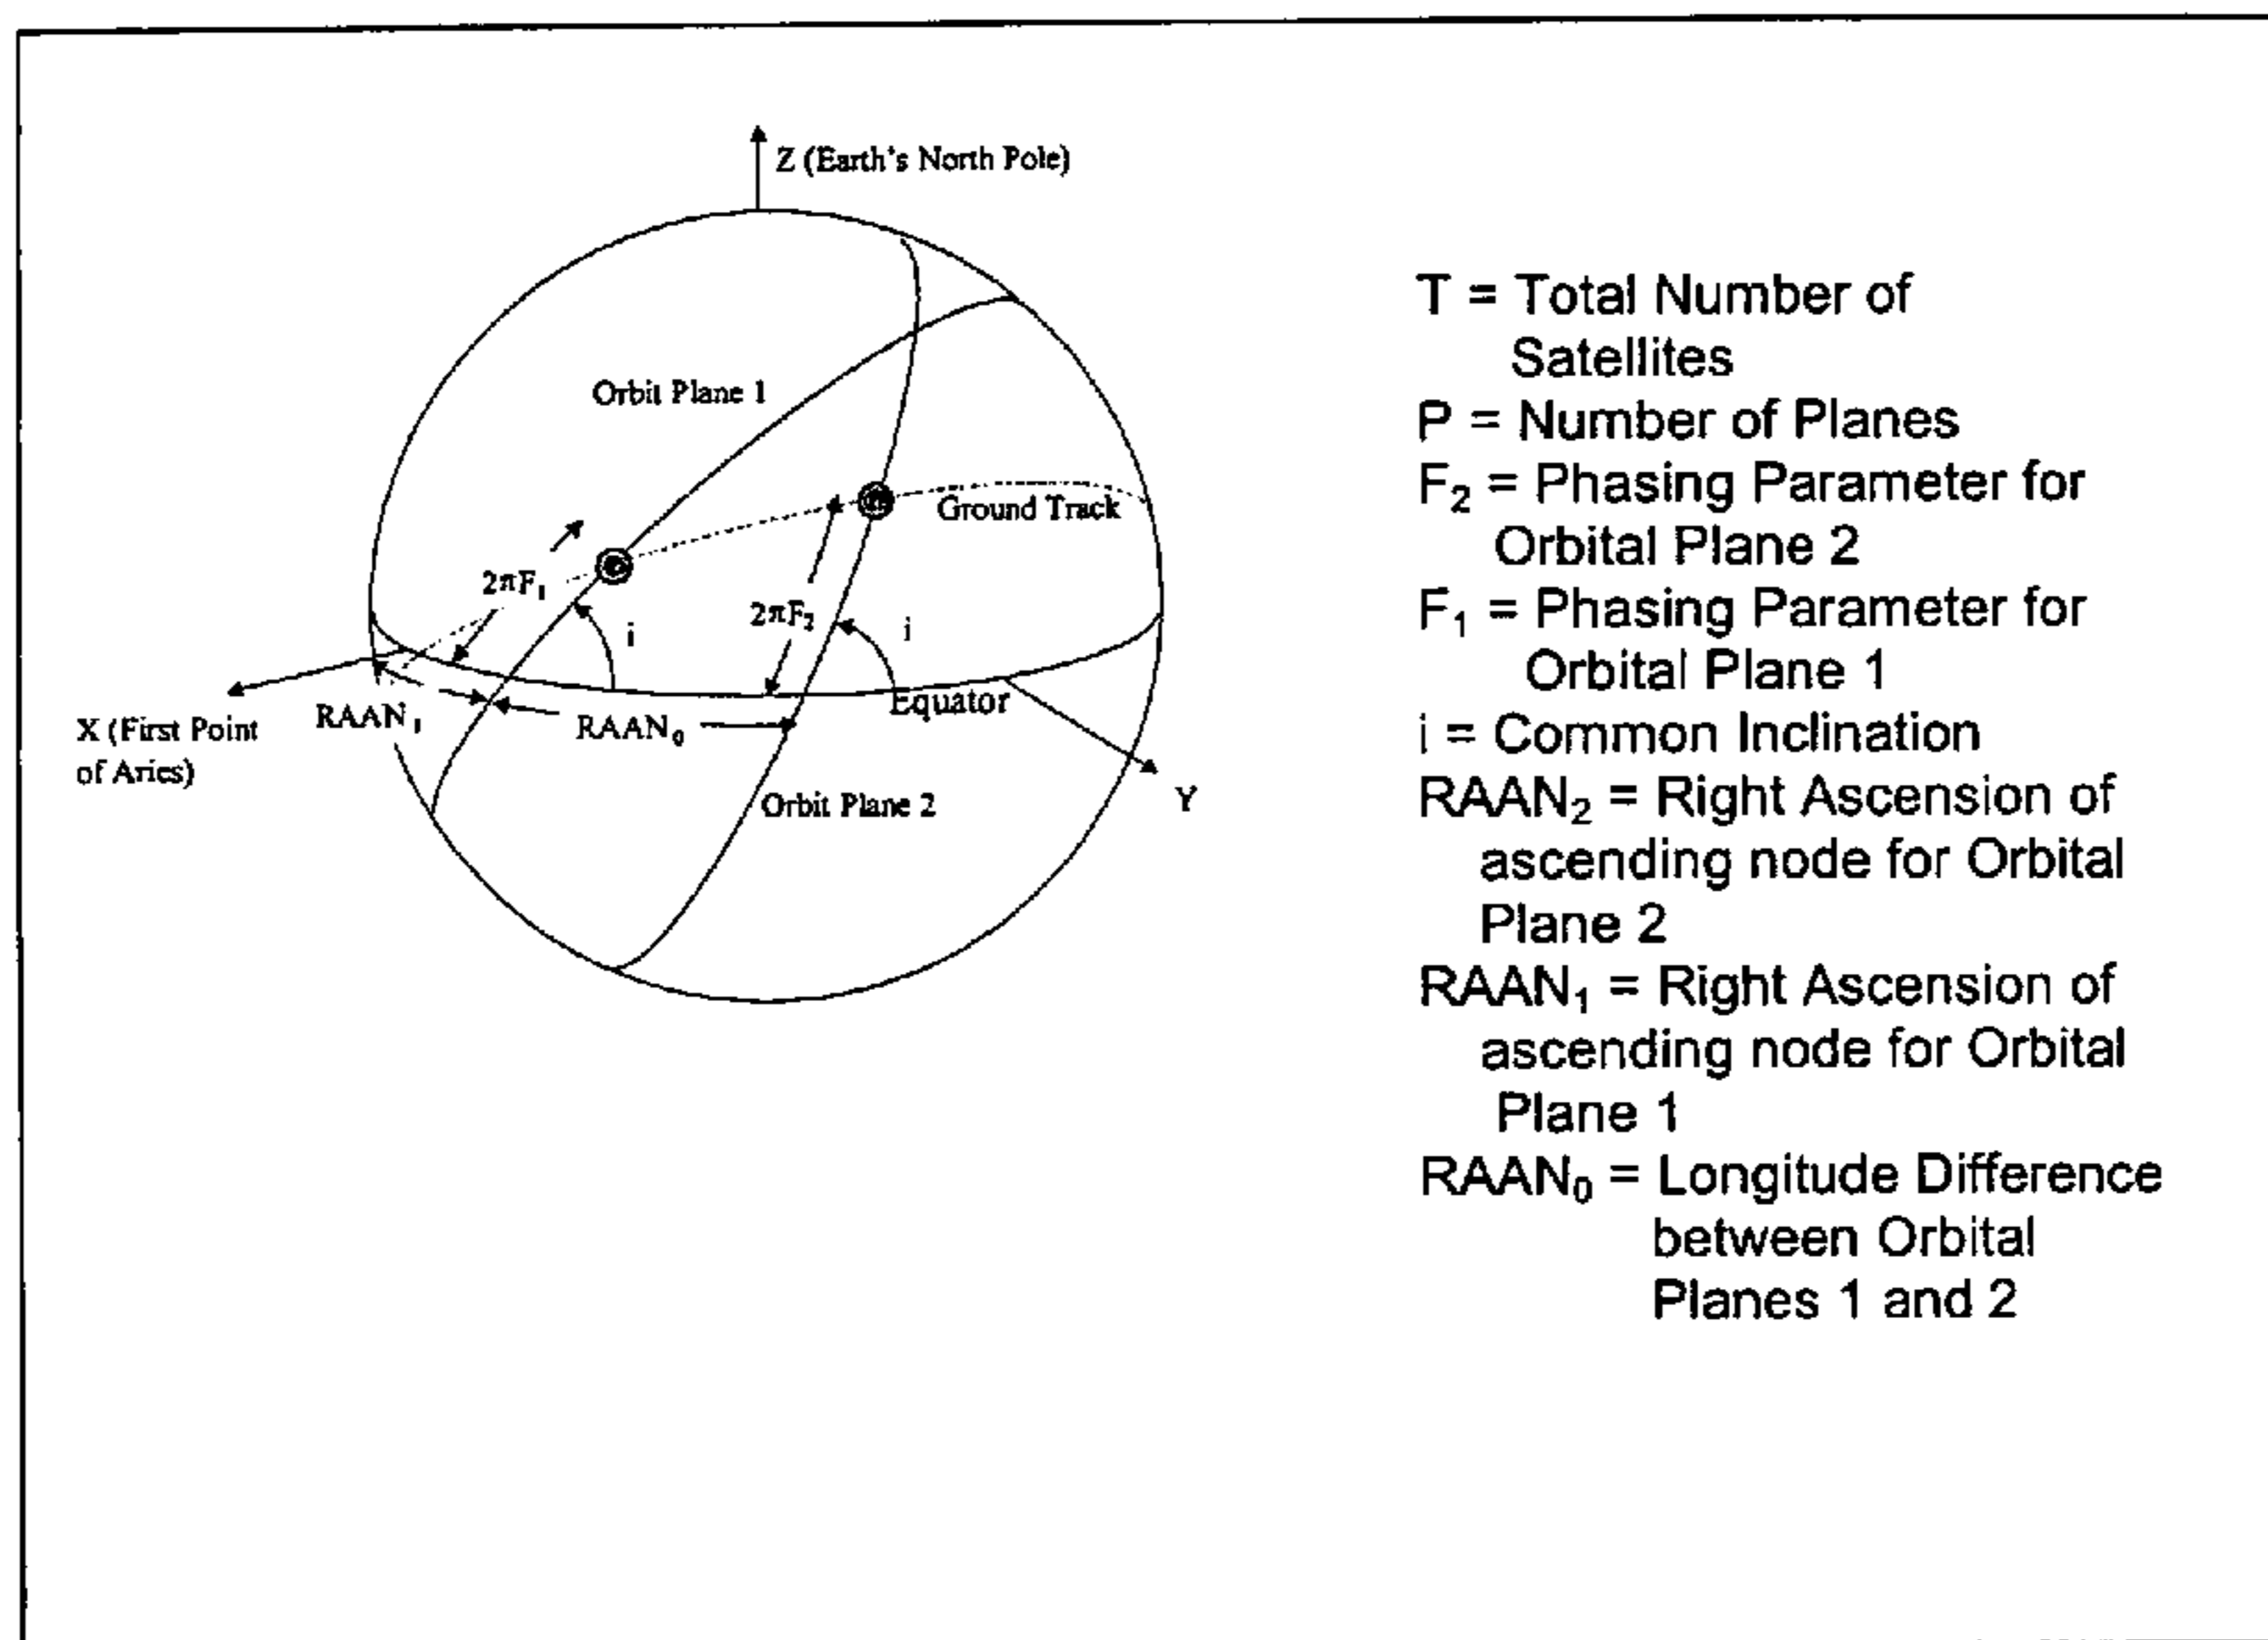 Z (Earth's North Pole)
Orbit Plane 1
Ground Track
2πF₁
2πF₂
i
i
Equator
RAAN₁
RAAN₀
X (First Point
of Aries)
Orbit Plane 2
Y
T = Total Number of
Satellites
P = Number of Planes
F₂ = Phasing Parameter for
Orbital Plane 2
F₁ = Phasing Parameter for
Orbital Plane 1
i = Common Inclination
RAAN₂ = Right Ascension of
ascending node for Orbital
Plane 2
RAAN₁ = Right Ascension of
ascending node for Orbital
Plane 1
RAAN₀ = Longitude Difference
between Orbital
Planes 1 and 2